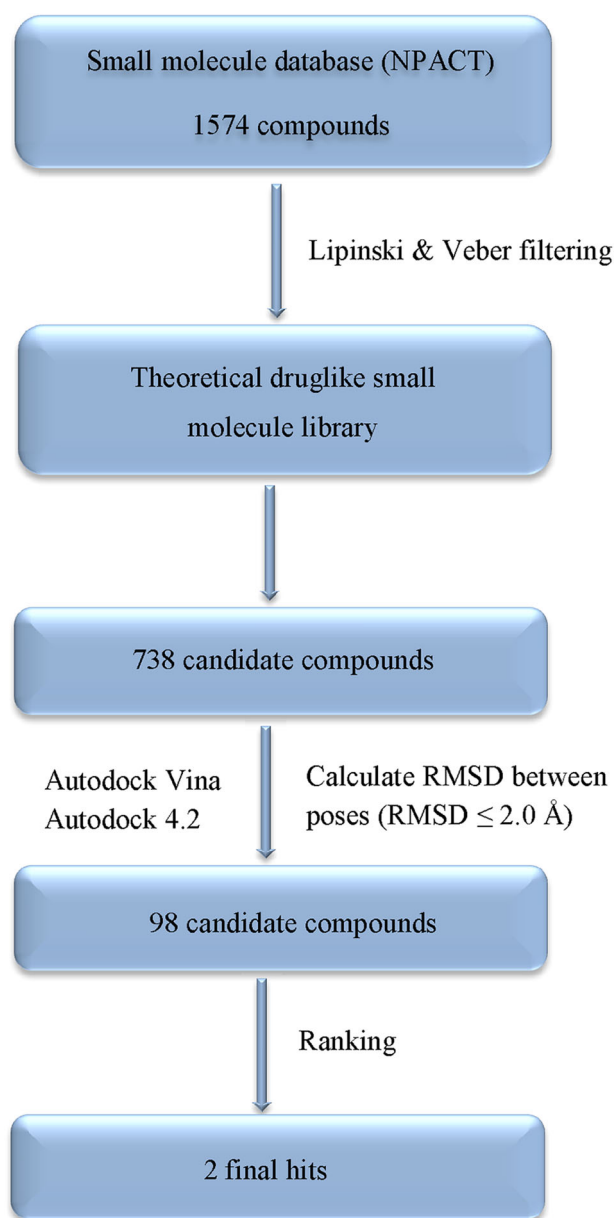 Small molecule database (NPACT)
1574 compounds
Lipinski & Veber filtering
Theoretical druglike small
molecule library
738 candidate compounds
Autodock Vina
Autodock 4.2
Calculate RMSD between
poses (RMSD ≤ 2.0 Å)
98 candidate compounds
Ranking
2 final hits